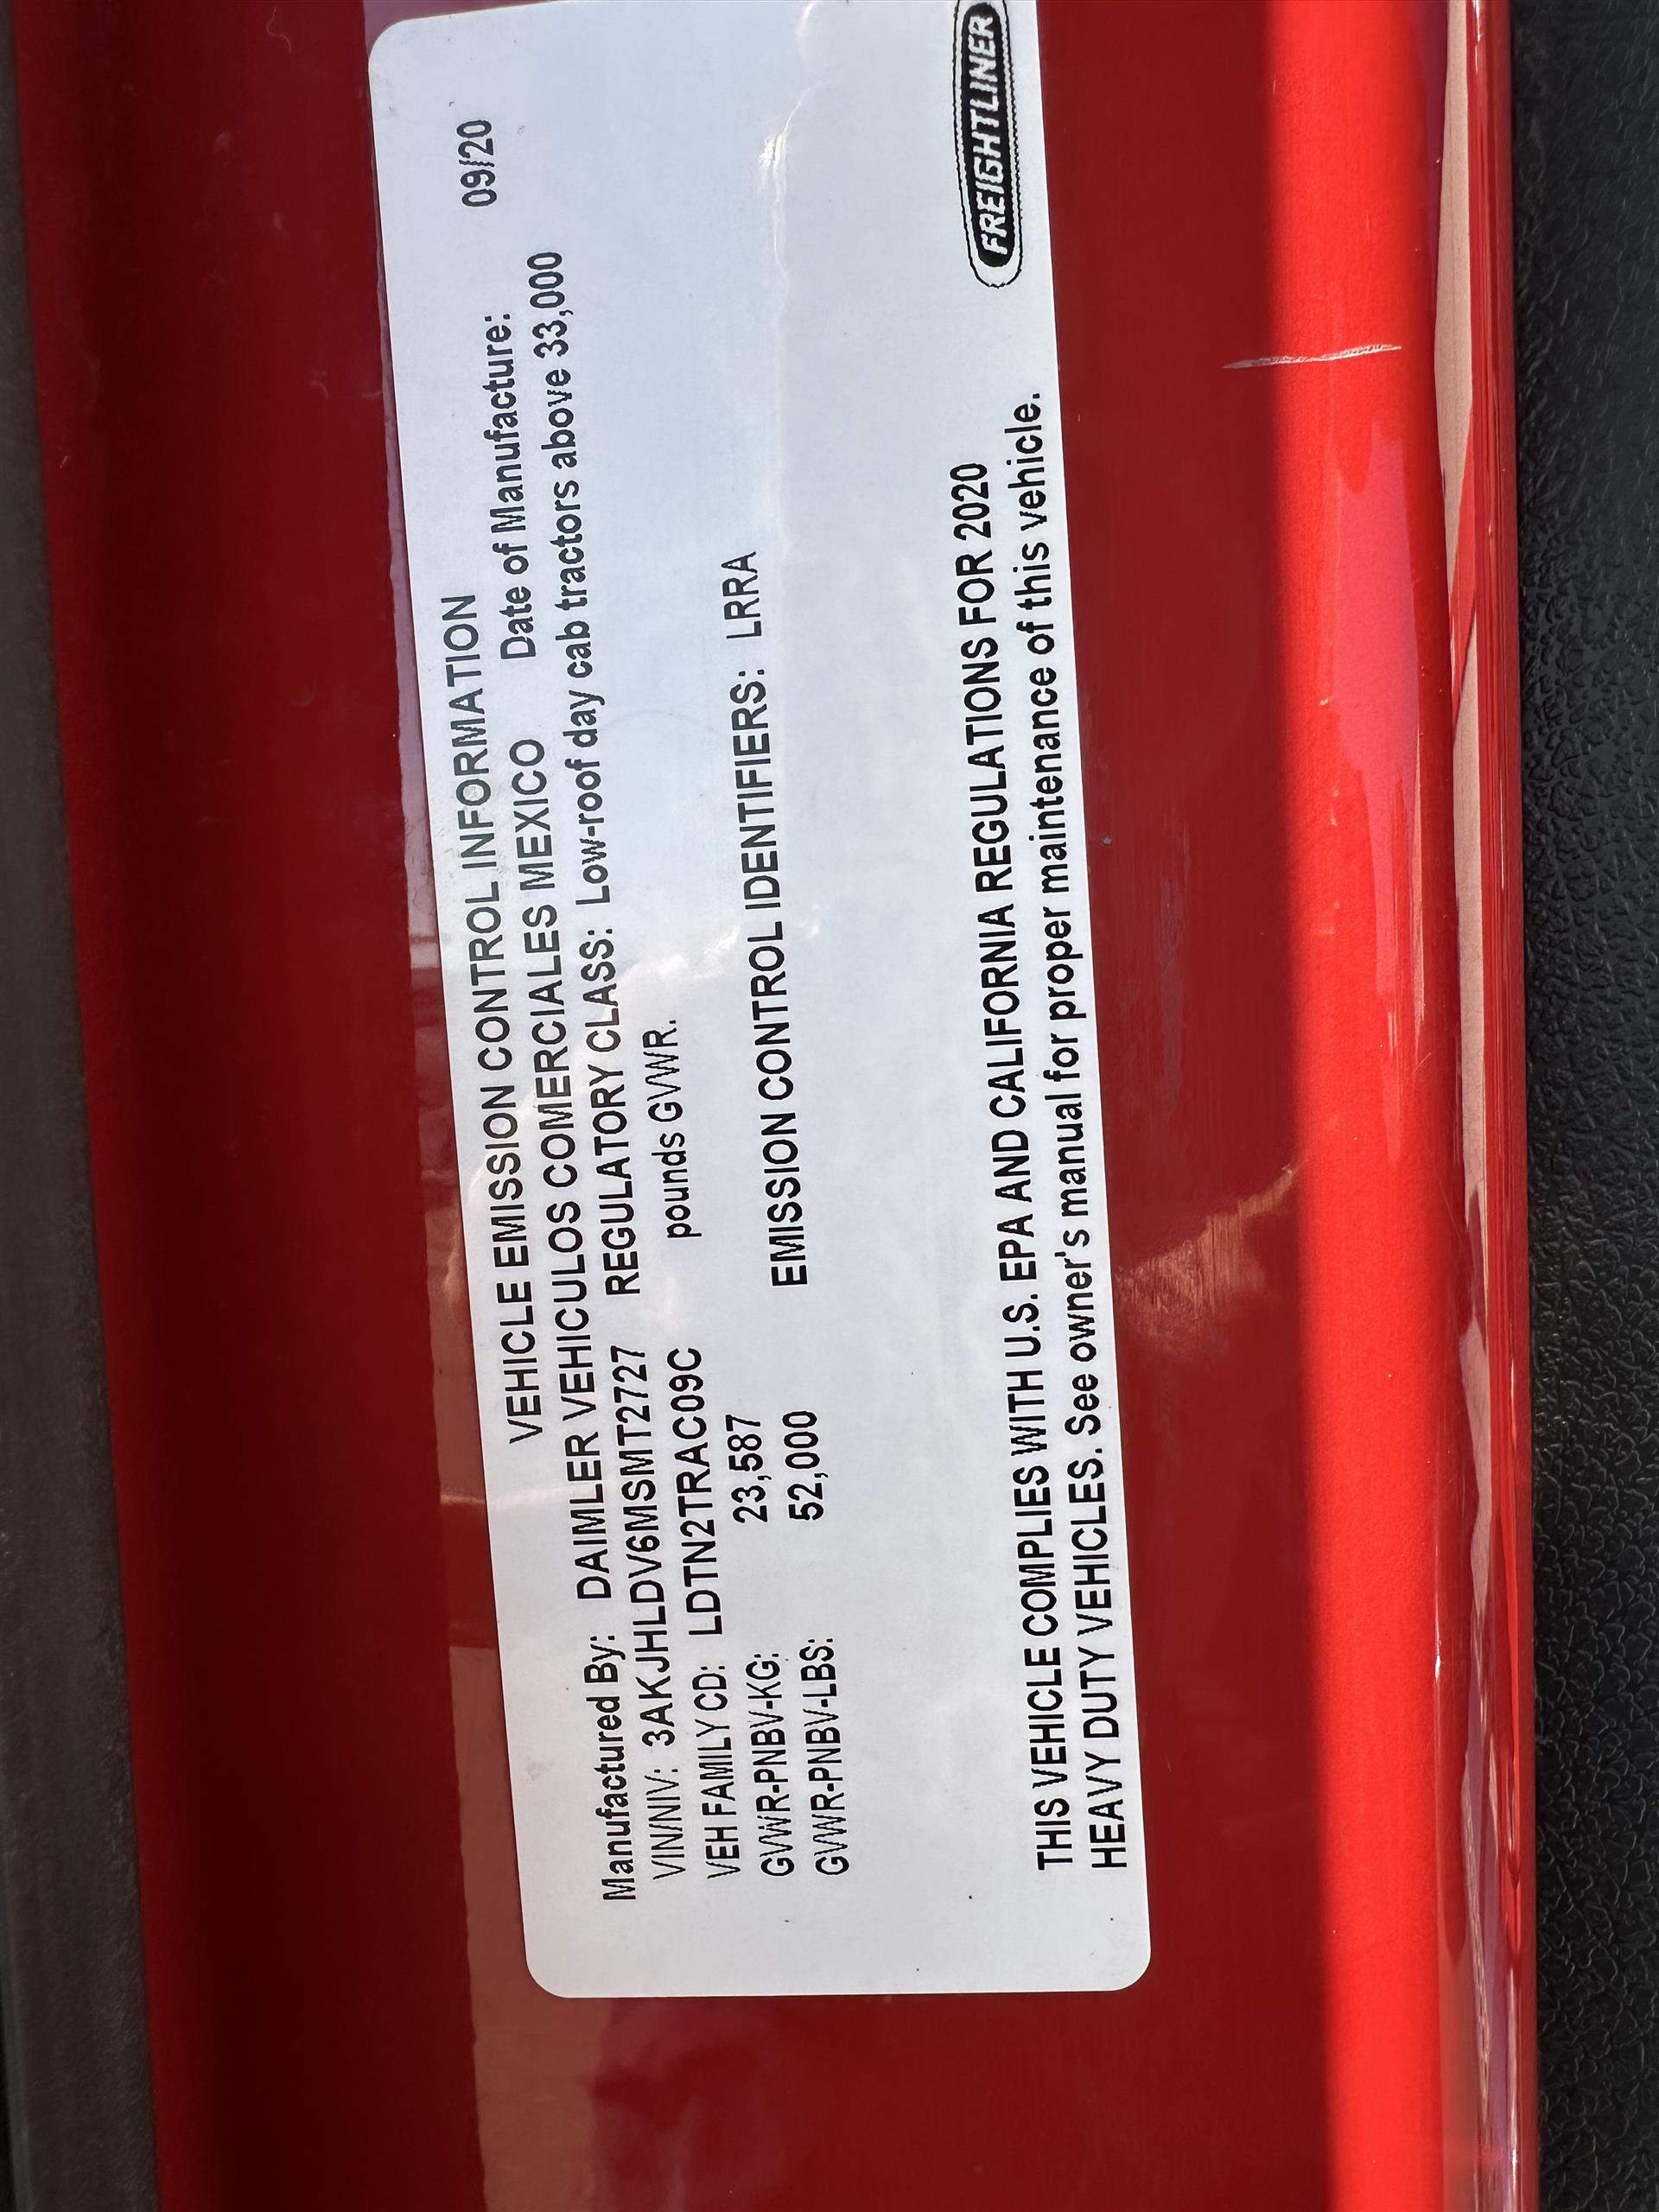 VEHICLE EMISSION CONTROL INFORMATION
Manufactured By: DAIMLER VEHICULOS COMERCIALES MEXICO Date of Manufacture: 09/20
VIN/NIV: 3AKJHLDV6MSMT2727 REGULATORY CLASS: Low-roof day cab tractors above 33,000
VEH FAMILY CD: LDTN2TRAC09C pounds GVWR.
GVWR-PNBV-KG: 23,587
GVWR-PNBV-LBS: 52,000 EMISSION CONTROL IDENTIFIERS: LRRA
THIS VEHICLE COMPLIES WITH U.S. EPA AND CALIFORNIA REGULATIONS FOR 2020
HEAVY DUTY VEHICLES. See owner's manual for proper maintenance of this vehicle.
FREIGHTLINER